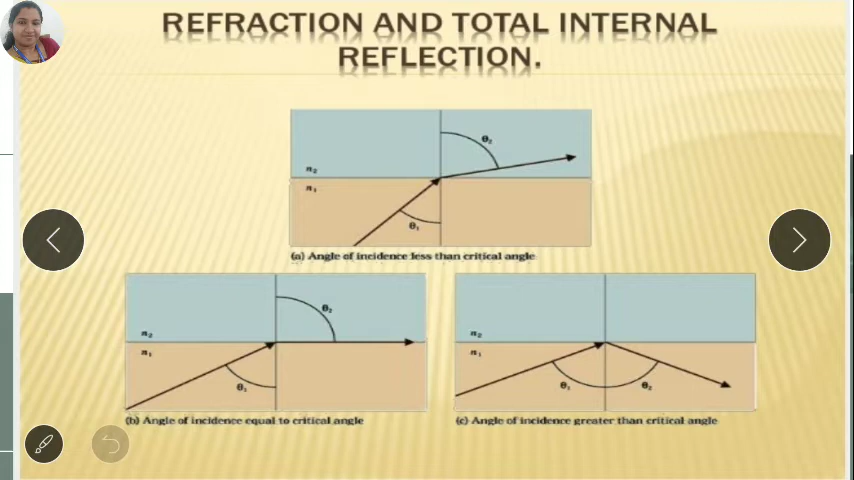 REFRACTION AND TOTAL INTERNAL
REFLECTION.
θ₂
n₂
n₁
θ₁
(a) Angle of incidence less than critical angle
θ₂
n₂
n₁
θ₁
(b) Angle of incidence equal to critical angle
n₂
n₁
θ₁ θ₂
(c) Angle of incidence greater than critical angle